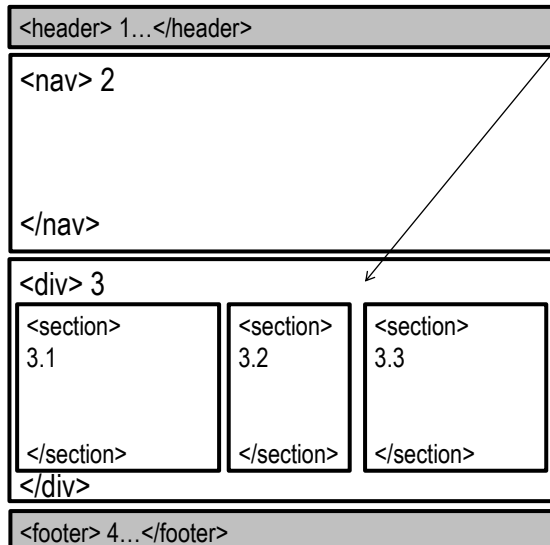 <header> 1…</header>
<nav> 2
</nav>
<div> 3
<section>
3.1
</section>
<section>
3.2
</section>
<section>
3.3
</section>
</div>
<footer> 4…</footer>